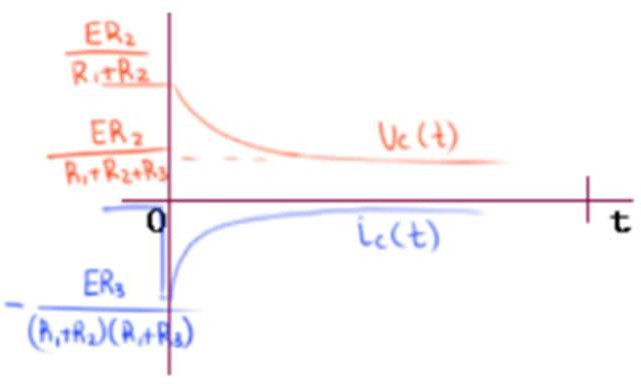 ER₂
R₁+R₂
ER₂
R₁+R₂+R₃
Uc(t)
0
t
ic(t)
- ER₃
(R₁+R₂)(R₁+R₃)